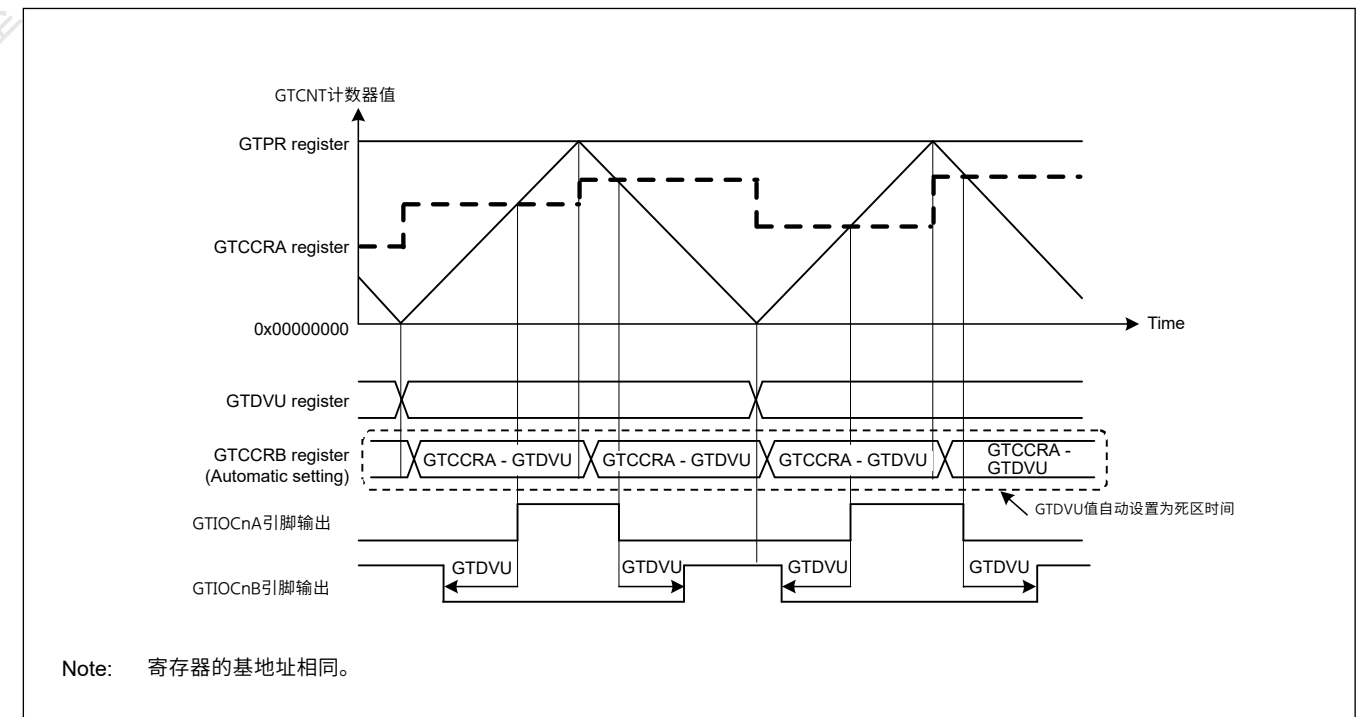 GTCNT计数器值
GTPR register
GTCCRA register
0x00000000
Time
GTDVU register
GTCCRB register
(Automatic setting)
GTCCRA - GTDVU
GTCCRA - GTDVU
GTCCRA - GTDVU
GTCCRA -
GTDVU
GTDVU值自动设置为死区时间
GTIOCnA引脚输出
GTDVU
GTDVU
GTDVU
GTDVU
GTIOCnB引脚输出
Note: 寄存器的基地址相同。